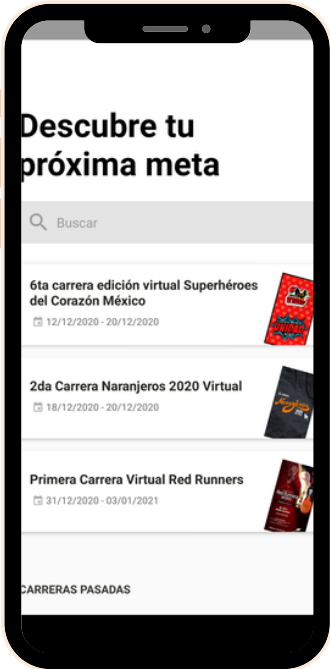 Descubre tu
próxima meta
Buscar
6ta carrera edición virtual Superhéroes
del Corazón México
12/12/2020 - 20/12/2020
2da Carrera Naranjeros 2020 Virtual
18/12/2020 - 20/12/2020
Primera Carrera Virtual Red Runners
31/12/2020 - 03/01/2021
CARRERAS PASADAS